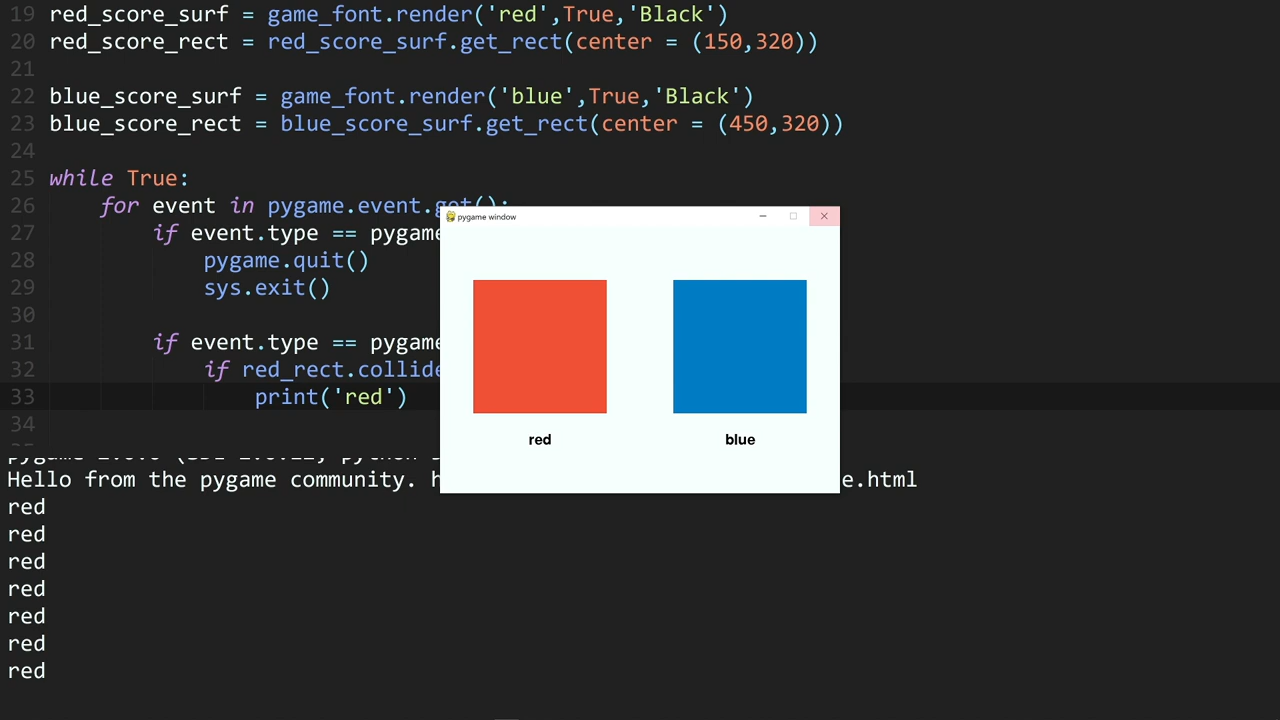 19 red_score_surf = game_font.render('red',True,'Black')
20 red_score_rect = red_score_surf.get_rect(center = (150,320))
21
22 blue_score_surf = game_font.render('blue',True,'Black')
23 blue_score_rect = blue_score_surf.get_rect(center = (450,320))
24
25 while True:
26 for event in pygame.event.get():
27 if event.type == pygame
28 pygame.quit()
29 sys.exit()
30
31 if event.type == pygame
32 if red_rect.collide
33 print('red')
34
pygame window
red blue
Hello from the pygame community. h
e.html
red
red
red
red
red
red
red